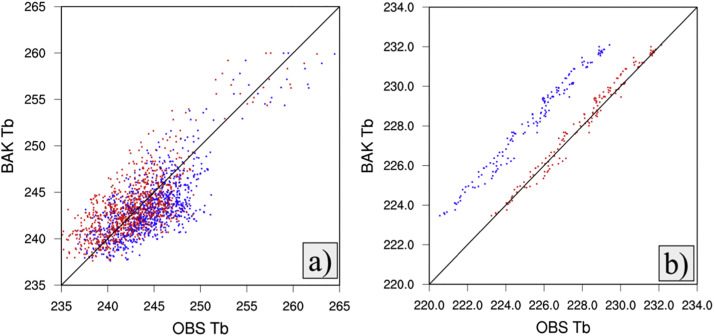 265
260
255
250
245
240
235
BAK Tb
235 240 245 250 255 260 265
OBS Tb
a)
234.0
232.0
230.0
228.0
226.0
224.0
222.0
220.0
BAK Tb
220.0 222.0 224.0 226.0 228.0 230.0 232.0 234.0
OBS Tb
b)